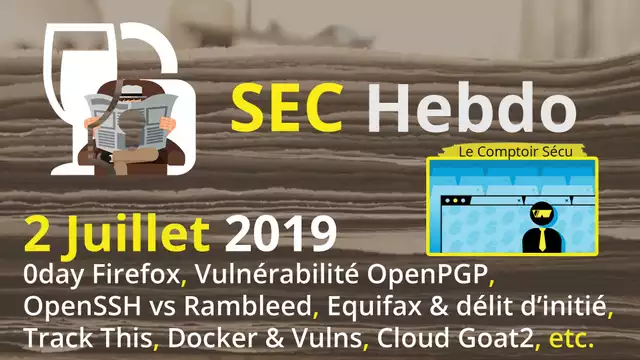 SEC Hebdo
Le Comptoir Sécu
2 Juillet 2019
0day Firefox, Vulnérabilité OpenPGP,
OpenSSH vs Rambleed, Equifax & délit d’initié,
Track This, Docker & Vulns, Cloud Goat2, etc.